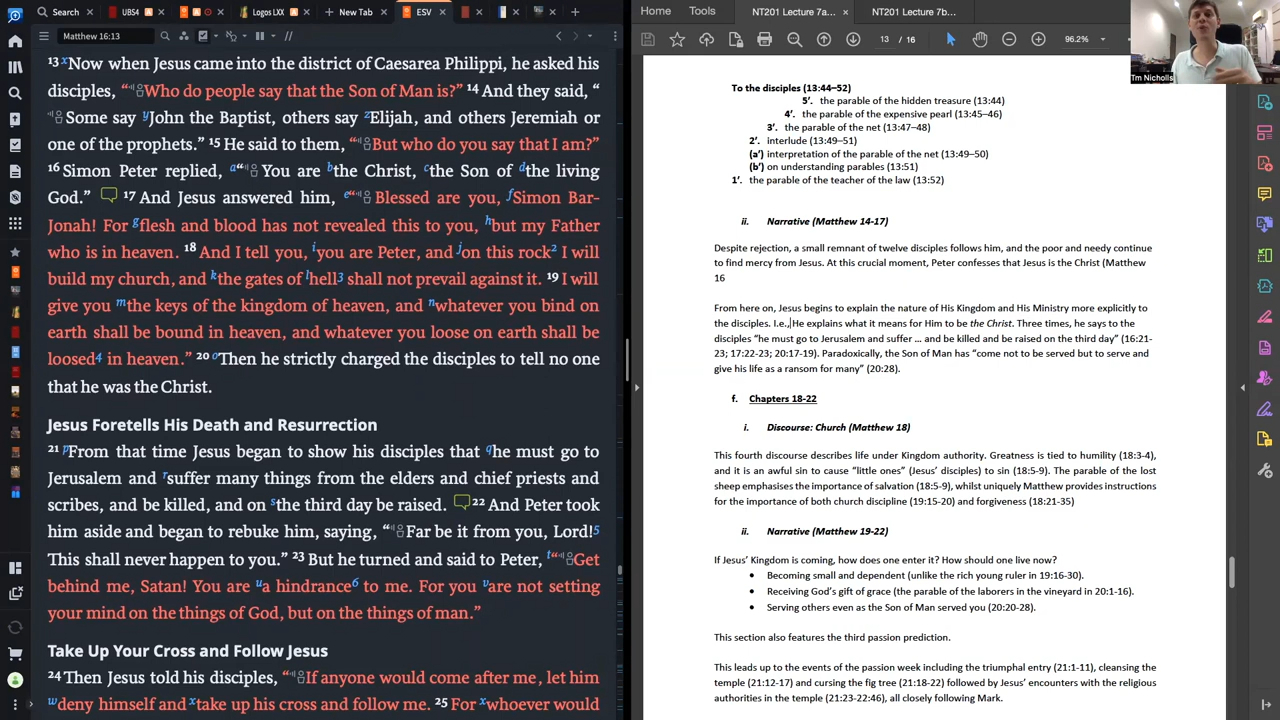 Search
UBS4
Logos LXX
New Tab
ESV
Matthew 16:13
13 xNow when Jesus came into the district of Caesarea Philippi, he asked his
disciples, “Who do people say that the Son of Man is?” 14 And they said, “
Some say yJohn the Baptist, others say zElijah, and others Jeremiah or
one of the prophets.” 15 He said to them, “But who do you say that I am?”
16 Simon Peter replied, a“You are bthe Christ, cthe Son of dthe living
God.” 17 And Jesus answered him, e“Blessed are you, fSimon Bar-
Jonah! For gflesh and blood has not revealed this to you, hbut my Father
who is in heaven. 18 And I tell you, iyou are Peter, and jon this rock2 I will
build my church, and kthe gates of lhell3 shall not prevail against it. 19 I will
give you mthe keys of the kingdom of heaven, and nwhatever you bind on
earth shall be bound in heaven, and whatever you loose on earth shall be
loosed4 in heaven.” 20 oThen he strictly charged the disciples to tell no one
that he was the Christ.
Jesus Foretells His Death and Resurrection
21 pFrom that time Jesus began to show his disciples that qhe must go to
Jerusalem and rsuffer many things from the elders and chief priests and
scribes, and be killed, and on sthe third day be raised. 22 And Peter took
him aside and began to rebuke him, saying, “Far be it from you, Lord!5
This shall never happen to you.” 23 But he turned and said to Peter, t“Get
behind me, Satan! You are ua hindrance6 to me. For you vare not setting
your mind on the things of God, but on the things of man.”
Take Up Your Cross and Follow Jesus
24 Then Jesus told his disciples, “If anyone would come after me, let him
wdeny himself and take up his cross and follow me. 25 For xwhoever would
Home
Tools
NT201 Lecture 7a...
NT201 Lecture 7b...
13 / 16
96.2%
Tm Nicholls
To the disciples (13:44–52)
5’. the parable of the hidden treasure (13:44)
4’. the parable of the expensive pearl (13:45–46)
3’. the parable of the net (13:47–48)
2’. interlude (13:49–51)
(a’) interpretation of the parable of the net (13:49–50)
(b’) on understanding parables (13:51)
1’. the parable of the teacher of the law (13:52)
ii. Narrative (Matthew 14-17)
Despite rejection, a small remnant of twelve disciples follows him, and the poor and needy continue
to find mercy from Jesus. At this crucial moment, Peter confesses that Jesus is the Christ (Matthew
16
From here on, Jesus begins to explain the nature of His Kingdom and His Ministry more explicitly to
the disciples. I.e., He explains what it means for Him to be the Christ. Three times, he says to the
disciples “he must go to Jerusalem and suffer … and be killed and be raised on the third day” (16:21-
23; 17:22-23; 20:17-19). Paradoxically, the Son of Man has “come not to be served but to serve and
give his life as a ransom for many” (20:28).
f. Chapters 18-22
i. Discourse: Church (Matthew 18)
This fourth discourse describes life under Kingdom authority. Greatness is tied to humility (18:3-4),
and it is an awful sin to cause “little ones” (Jesus’ disciples) to sin (18:5-9). The parable of the lost
sheep emphasises the importance of salvation (18:5-9), whilst uniquely Matthew provides instructions
for the importance of both church discipline (19:15-20) and forgiveness (18:21-35)
ii. Narrative (Matthew 19-22)
If Jesus’ Kingdom is coming, how does one enter it? How should one live now?
• Becoming small and dependent (unlike the rich young ruler in 19:16-30).
• Receiving God’s gift of grace (the parable of the laborers in the vineyard in 20:1-16).
• Serving others even as the Son of Man served you (20:20-28).
This section also features the third passion prediction.
This leads up to the events of the passion week including the triumphal entry (21:1-11), cleansing the
temple (21:12-17) and cursing the fig tree (21:18-22) followed by Jesus’ encounters with the religious
authorities in the temple (21:23-22:46), all closely following Mark.